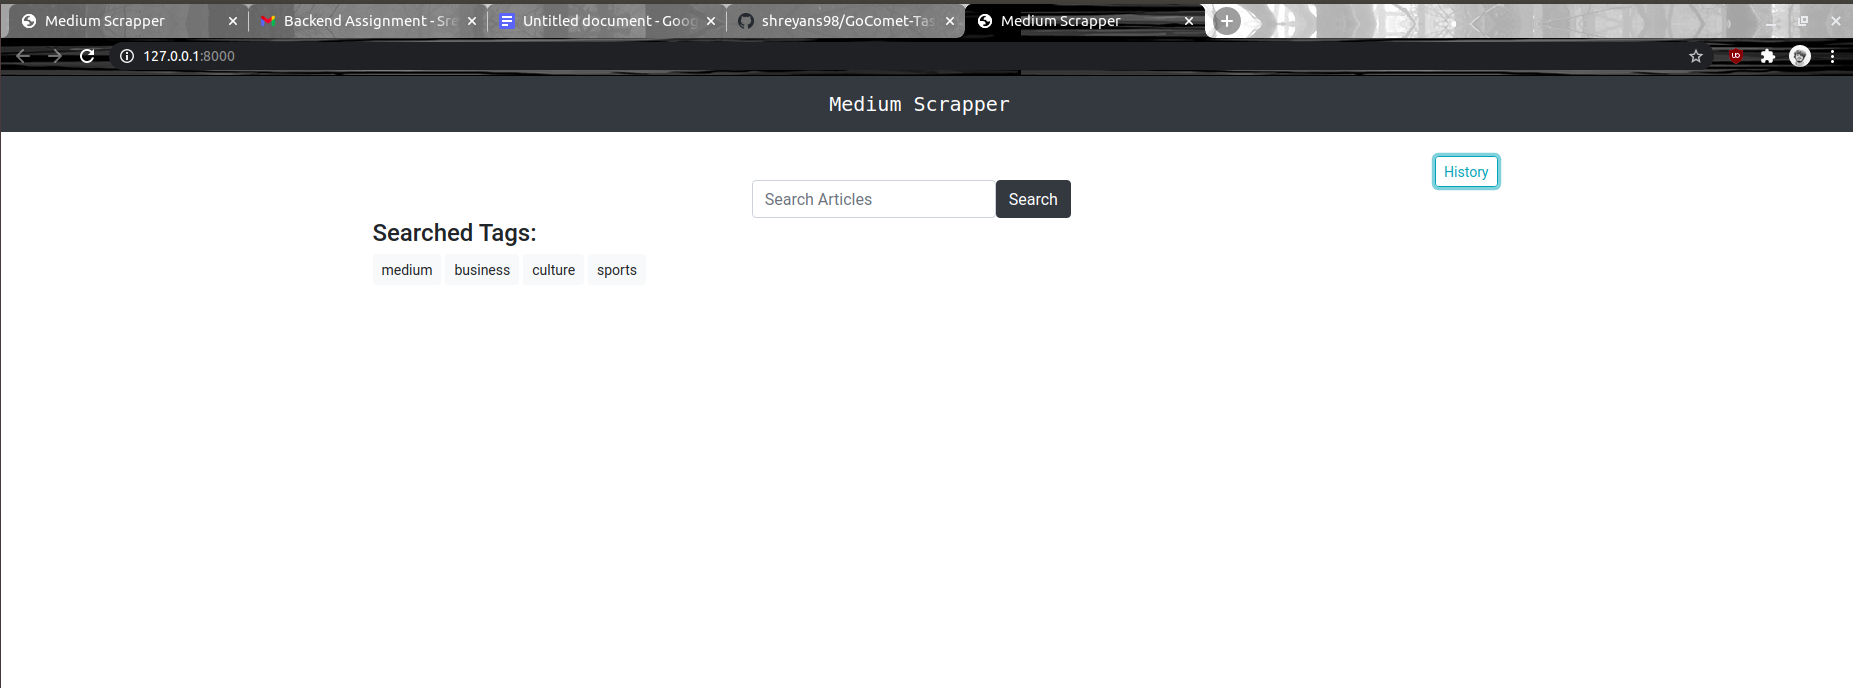 Medium Scrapper Backend Assignment - Sre Untitled document - Goog shreyans98/GoComet-Tas Medium Scrapper
127.0.0.1:8000
Medium Scrapper
History
Search Articles Search
Searched Tags:
medium business culture sports